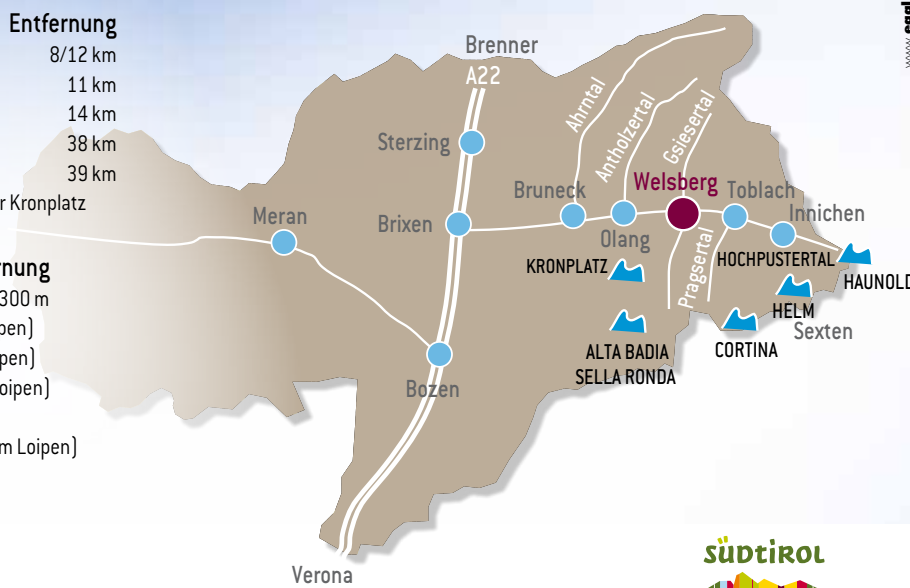 Entfernung
8/12 km
11 km
14 km
38 km
39 km
r Kronplatz
rnung
300 m
pen)
pen)
oipen)
m Loipen)
Brenner
A22
Sterzing
Ahrntal
Antholzertal
Gsiesertal
Meran
Brixen
Bruneck
Olang
Welsberg
Toblach
Innichen
Pragsertal
KRONPLATZ
HOCHPUSTERTAL
HAUNOLD
HELM
Sexten
CORTINA
ALTA BADIA
SELLA RONDA
Bozen
Verona
SÜDTIROL